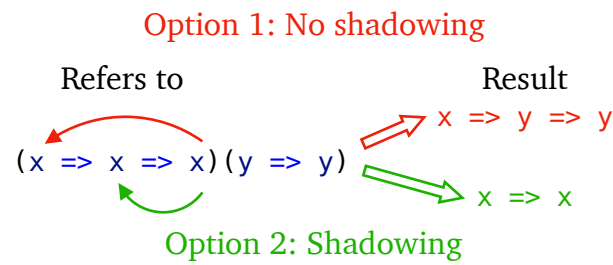 Option 1: No shadowing
Refers to
Result
x => y => y
(x => x => x)(y => y)
x => x
Option 2: Shadowing